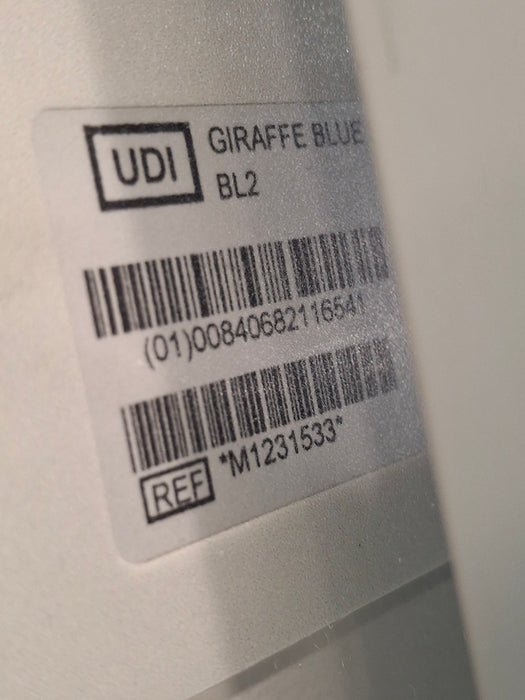 UDI GIRAFFE BLUE
BL2
(01)00840682116541
*M1231533*
REF